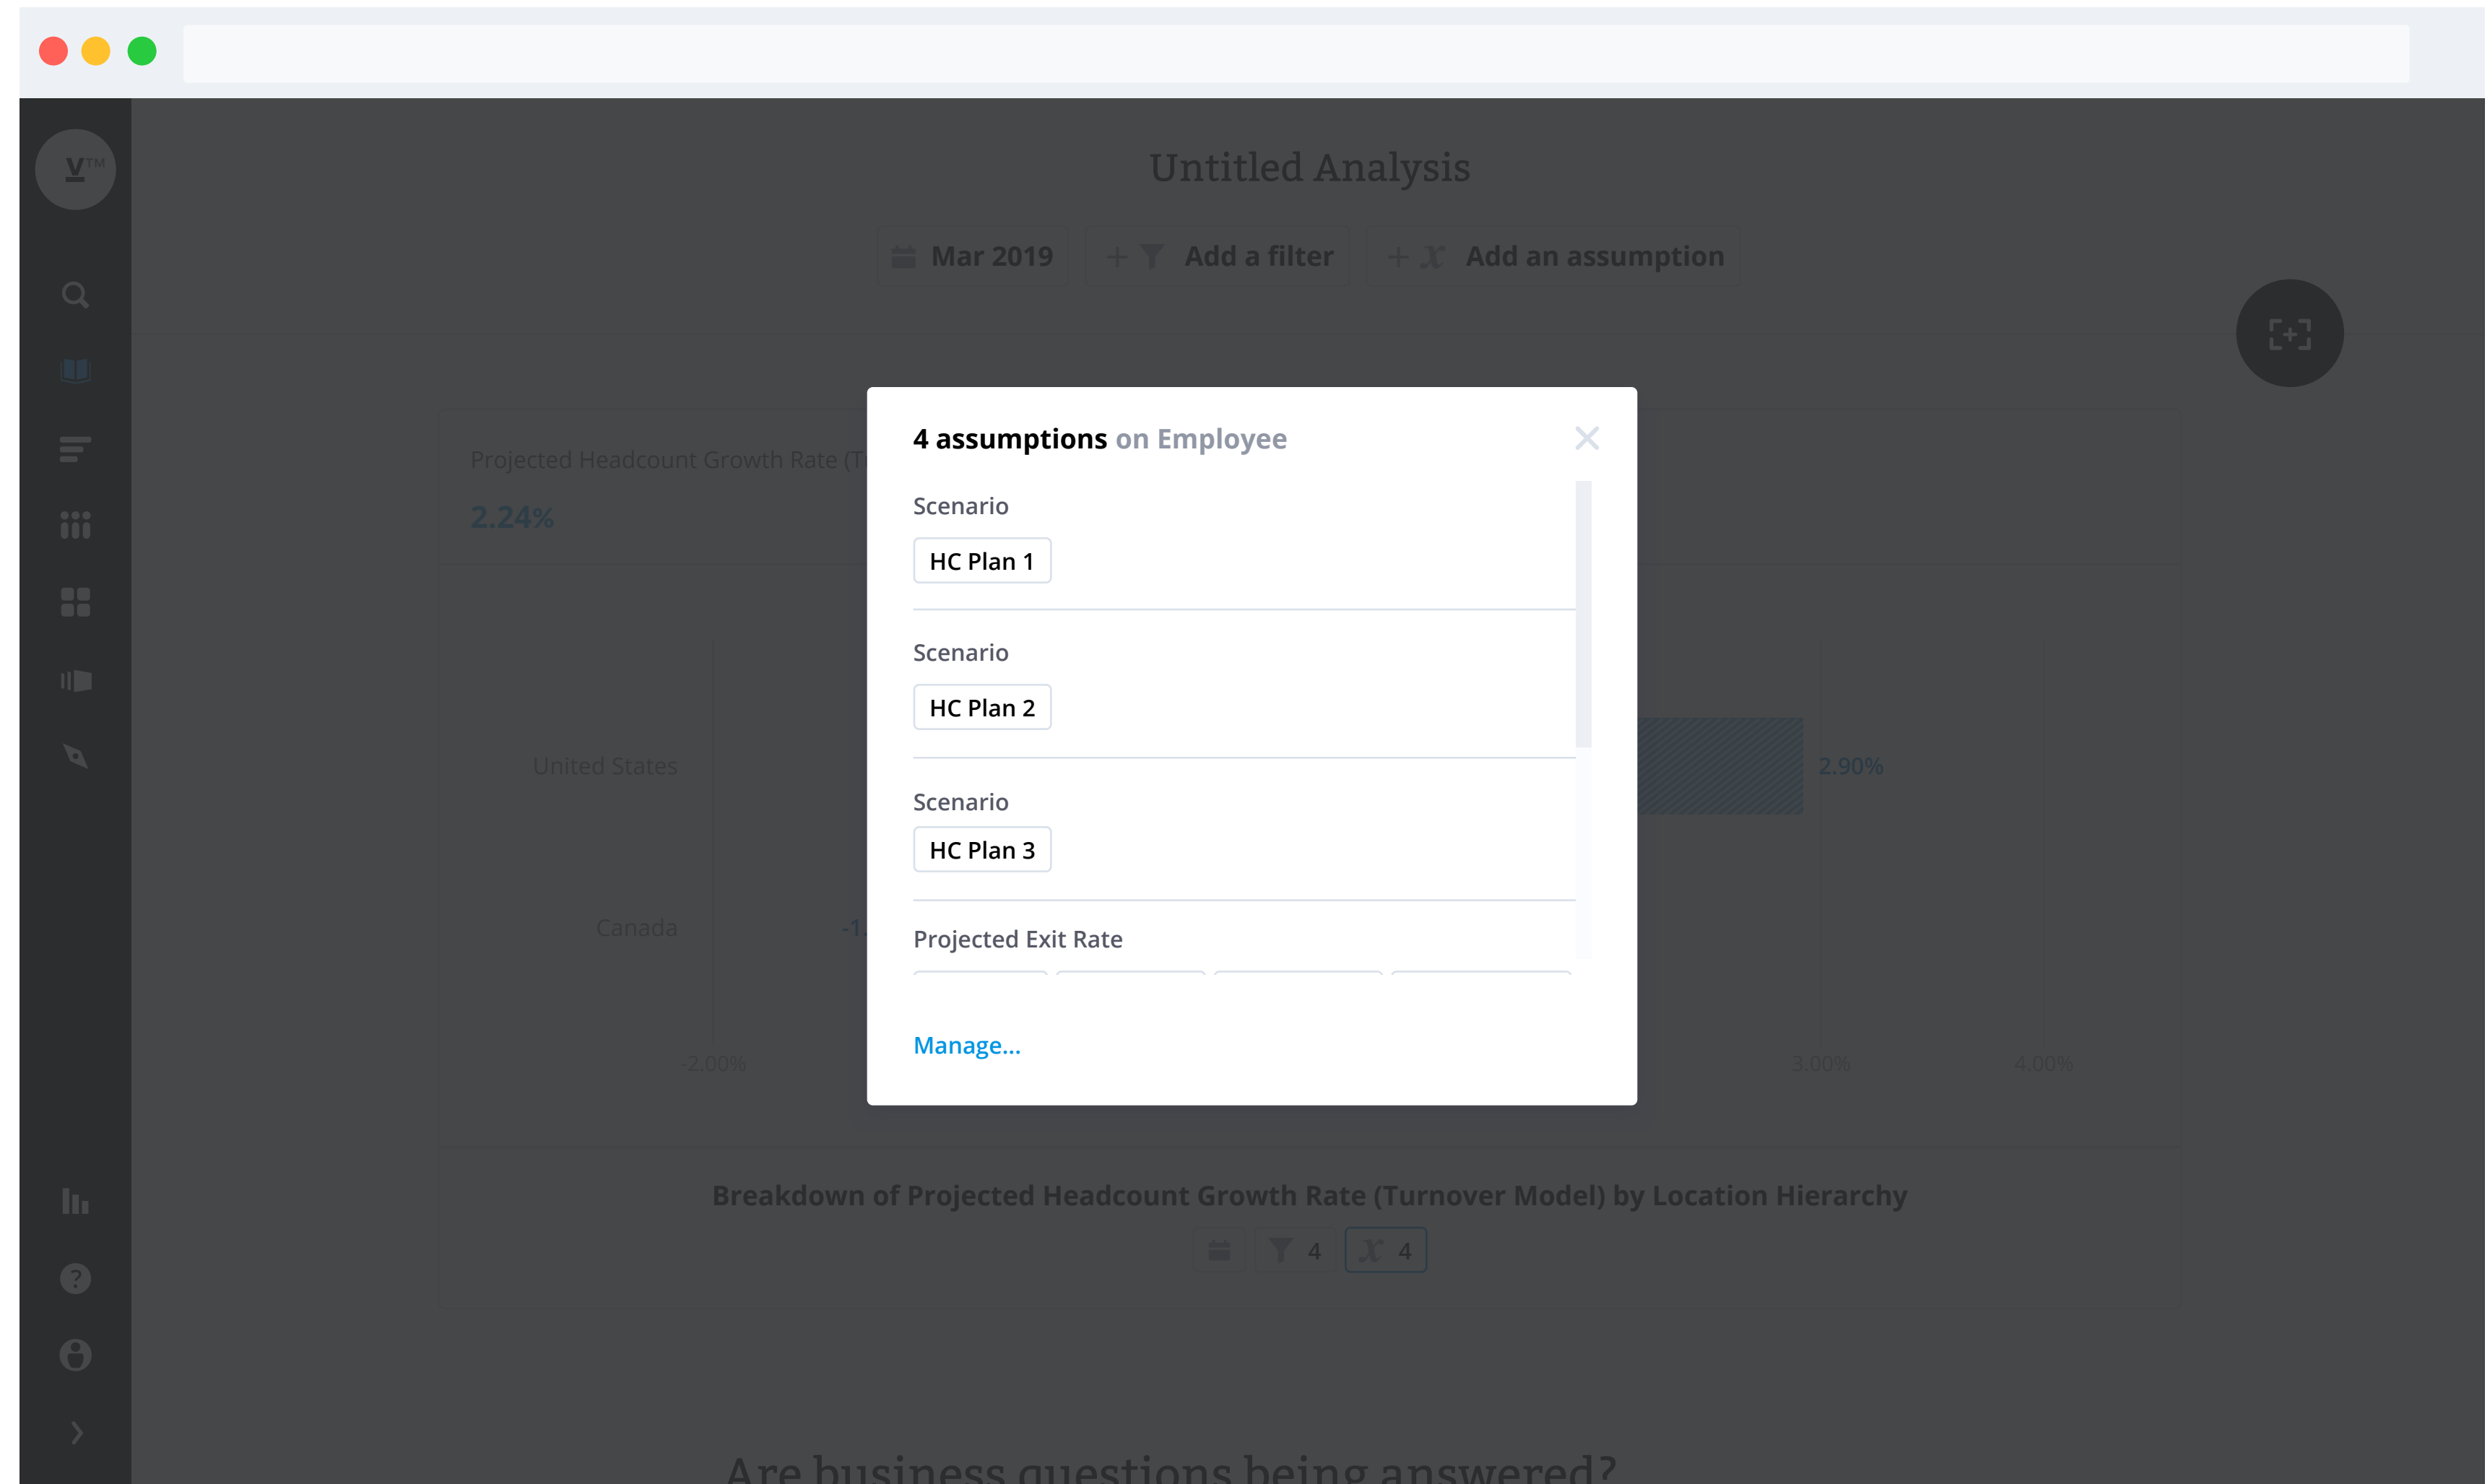 V™
Untitled Analysis
Mar 2019
Add a filter
Add an assumption
Projected Headcount Growth Rate
2.24%
4 assumptions on Employee
Scenario
HC Plan 1
Scenario
HC Plan 2
Scenario
HC Plan 3
Projected Exit Rate
Manage...
United States
2.90%
Canada
-2.00%
3.00%
4.00%
Breakdown of Projected Headcount Growth Rate (Turnover Model) by Location Hierarchy
4
4
?
Are business questions being answered?